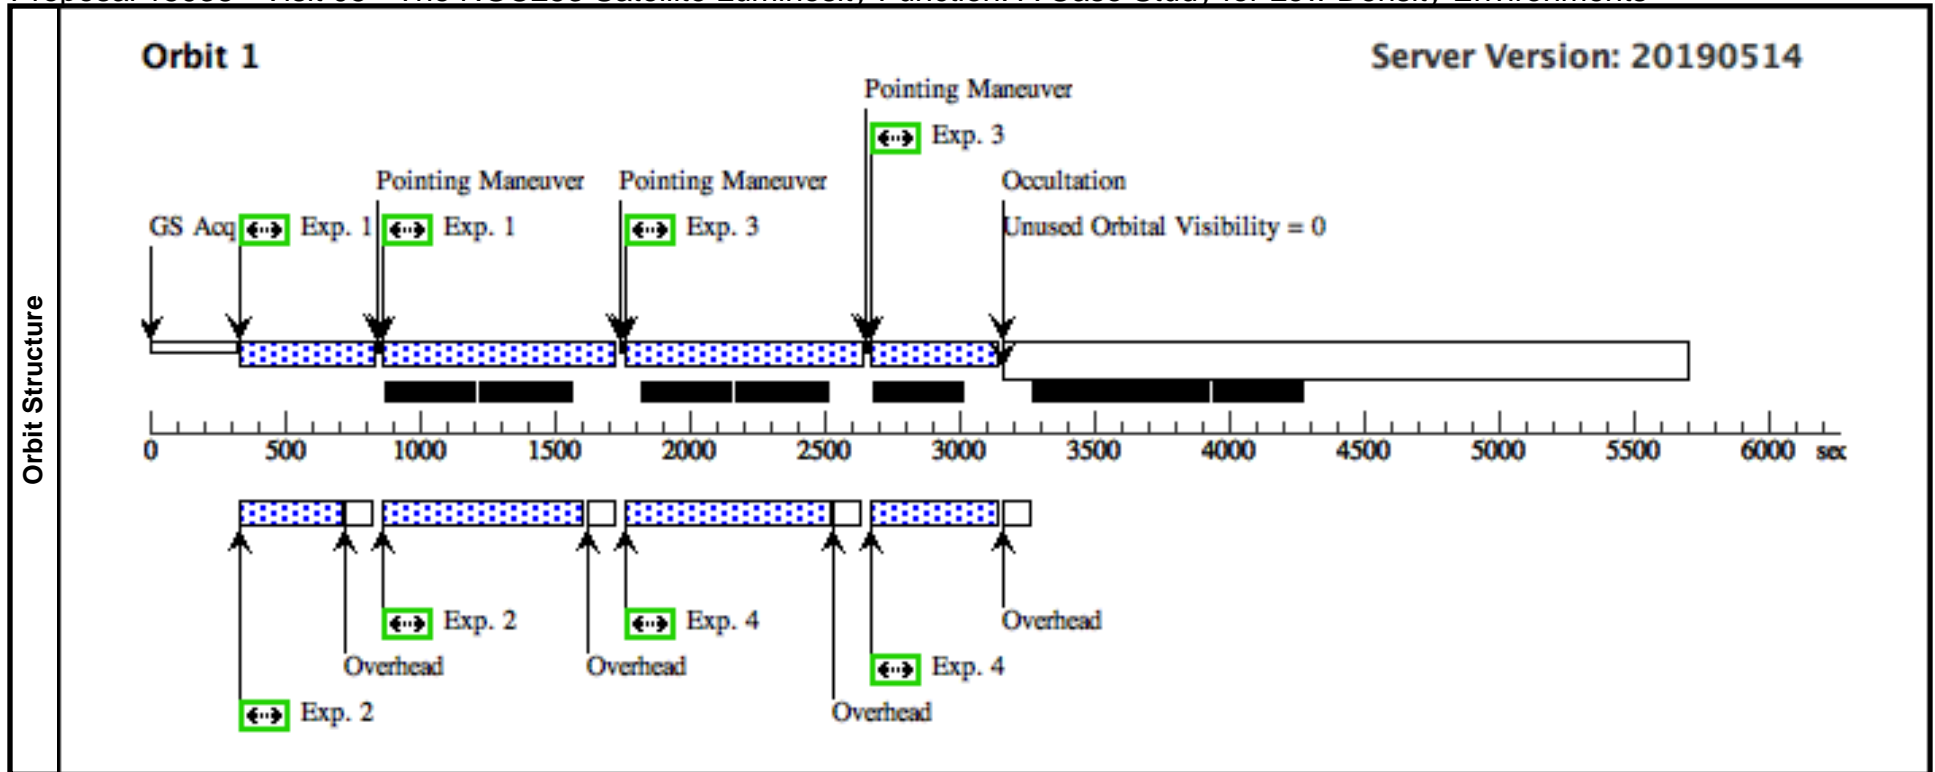 Orbit 1
Server Version: 20190514
Pointing Maneuver
Exp. 3
Pointing Maneuver
Pointing Maneuver
Occultation
GS Acq
Exp. 1
Exp. 1
Exp. 3
Unused Orbital Visibility = 0
Orbit Structure
0 500 1000 1500 2000 2500 3000 3500 4000 4500 5000 5500 6000 sec
Exp. 2
Exp. 4
Overhead
Overhead
Overhead
Exp. 4
Exp. 2
Overhead